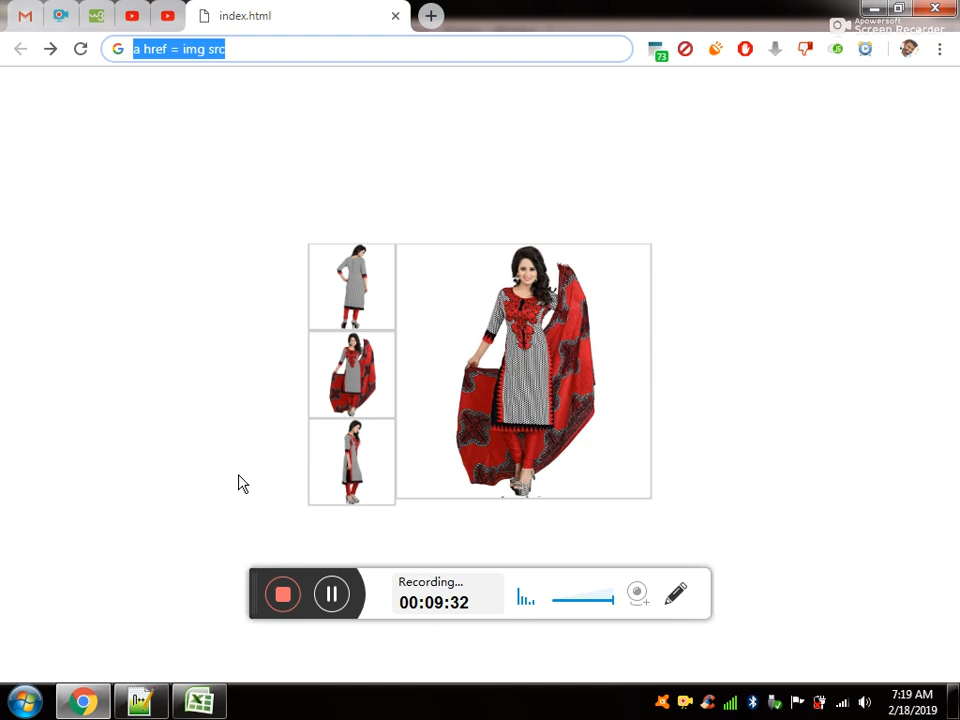 index.html
Apowersoft
Screen Recorder
a href = img src
73
Recording...
00:09:32
7:19 AM
2/18/2019